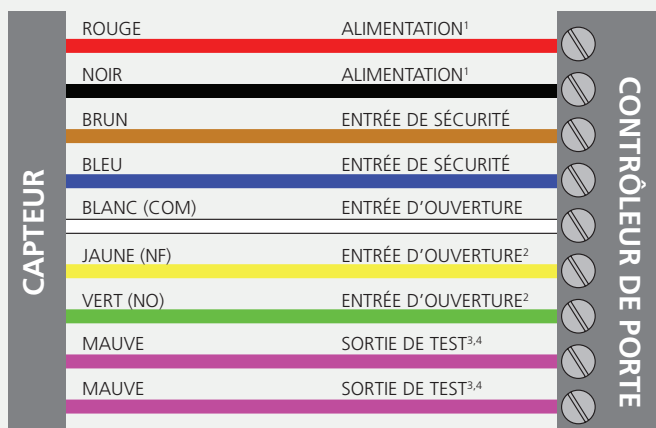 CAPTEUR
ROUGE ALIMENTATION¹
NOIR ALIMENTATION¹
BRUN ENTRÉE DE SÉCURITÉ
BLEU ENTRÉE DE SÉCURITÉ
BLANC (COM) ENTRÉE D'OUVERTURE
JAUNE (NF) ENTRÉE D'OUVERTURE²
VERT (NO) ENTRÉE D'OUVERTURE²
MAUVE SORTIE DE TEST³,⁴
MAUVE SORTIE DE TEST³,⁴
CONTRÔLEUR DE PORTE